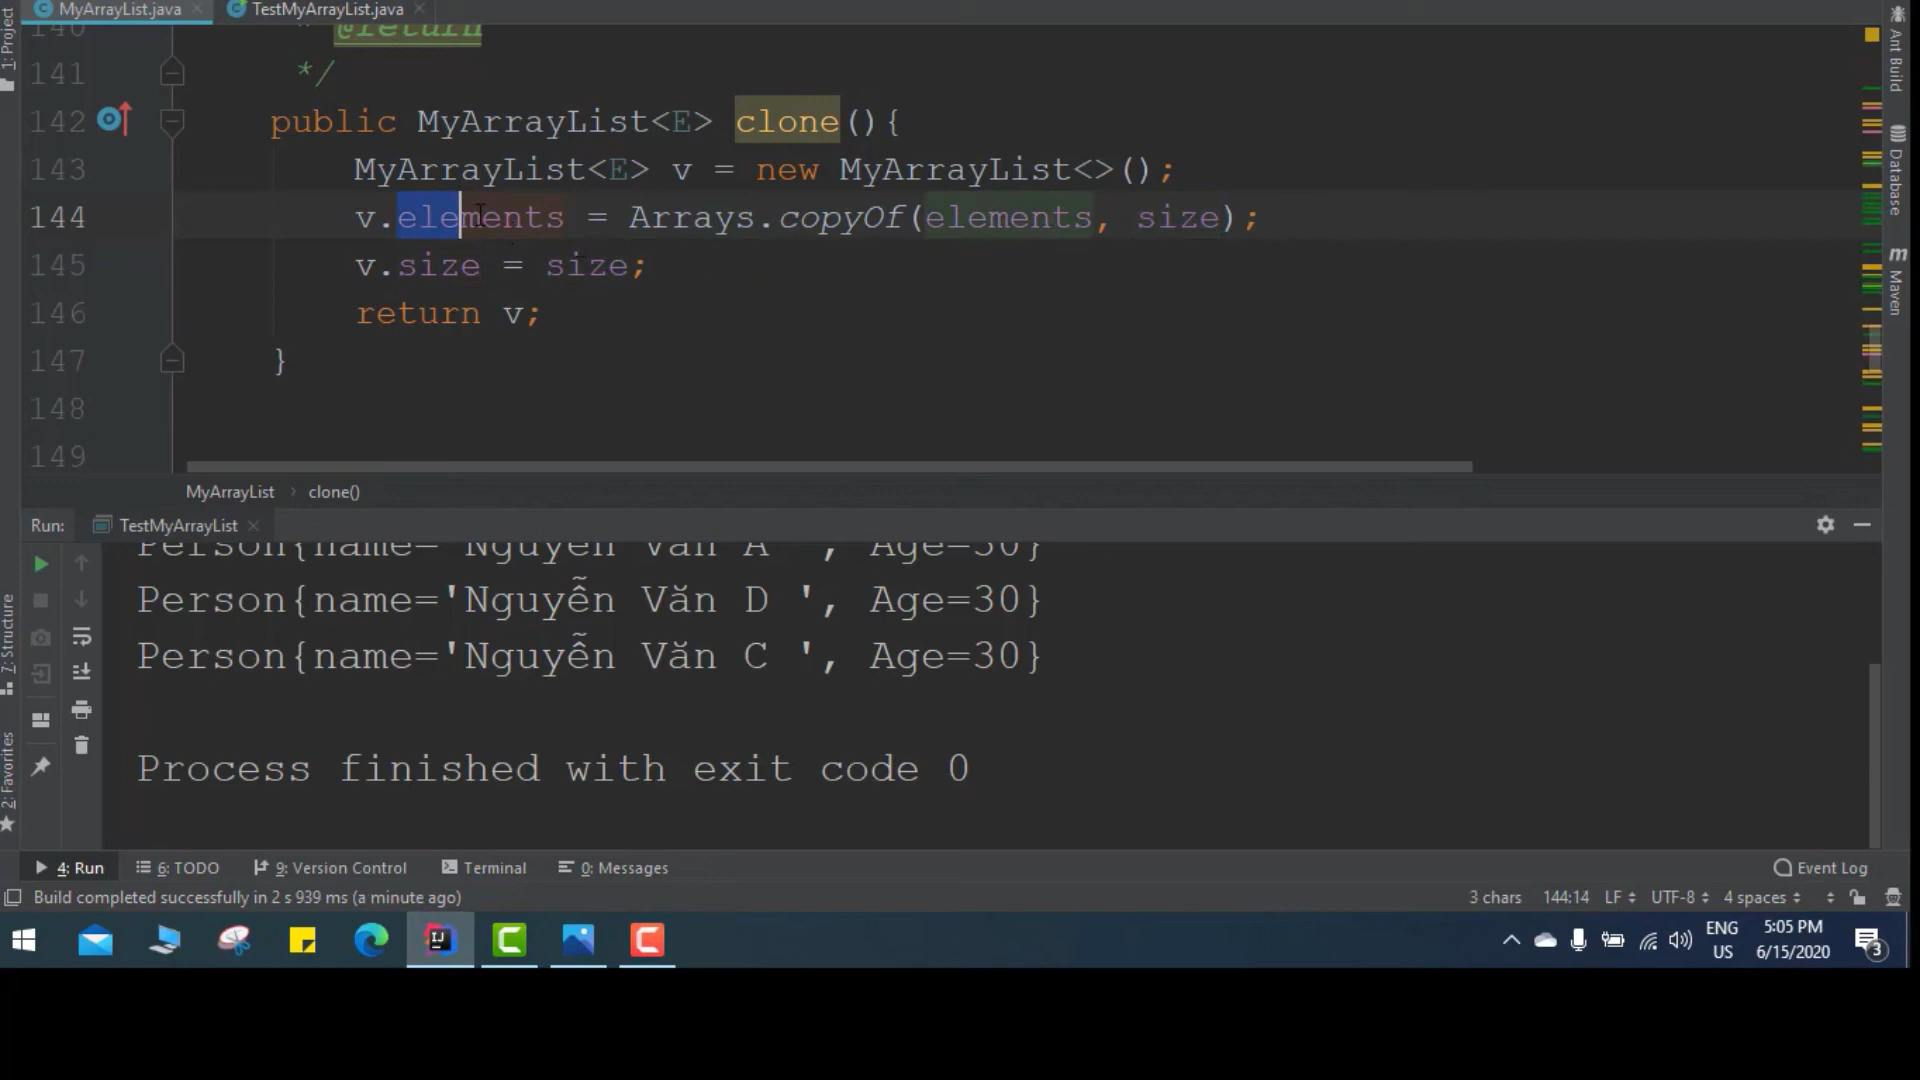 MyArrayList.java
TestMyArrayList.java
1: Project
Ant Build
140 * @return
141 */
142 public MyArrayList<E> clone(){
143 MyArrayList<E> v = new MyArrayList<>();
144 v.elements = Arrays.copyOf(elements, size);
145 v.size = size;
146 return v;
147 }
148
149
Database
Maven
MyArrayList › clone()
Run: TestMyArrayList
Person{name='Nguyễn Văn A ', Age=30}
Person{name='Nguyễn Văn D ', Age=30}
Person{name='Nguyễn Văn C ', Age=30}
Process finished with exit code 0
7: Structure
2: Favorites
4: Run 6: TODO 9: Version Control Terminal 0: Messages Event Log
Build completed successfully in 2 s 939 ms (a minute ago) 3 chars 144:14 LF UTF-8 4 spaces
ENG
US
5:05 PM
6/15/2020
3